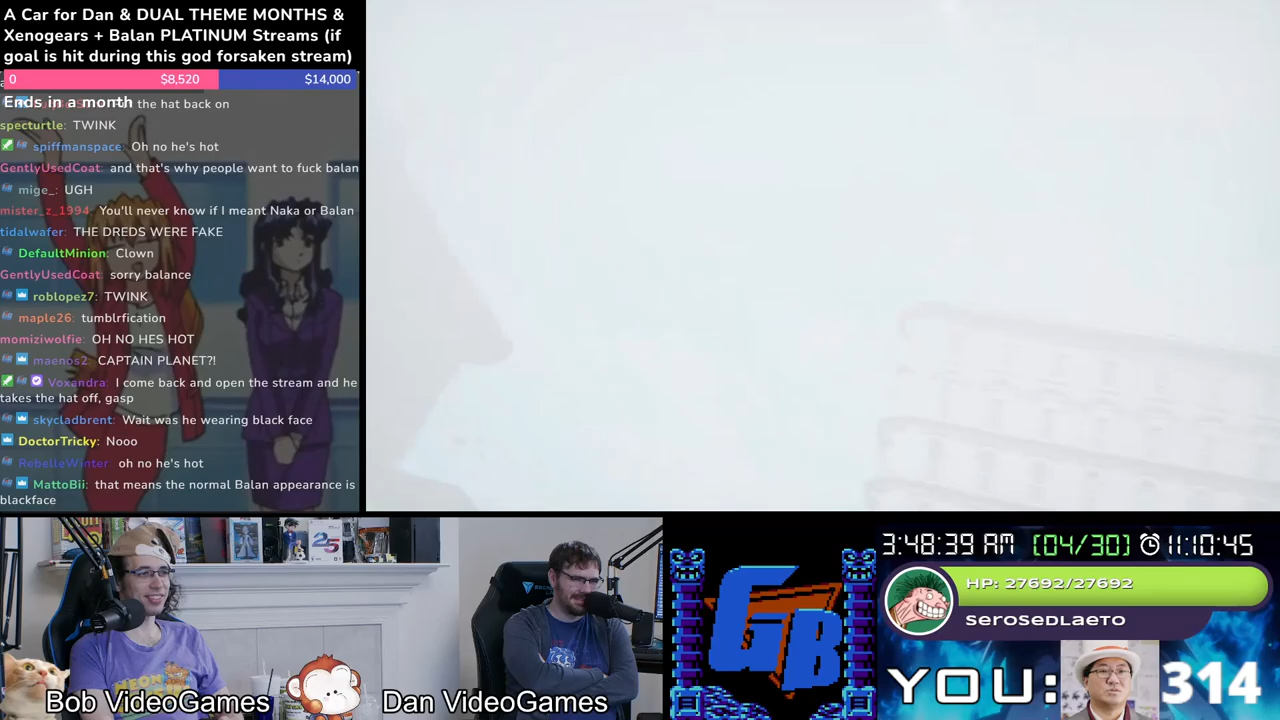 A Car for Dan & DUAL THEME MONTHS &
Xenogears + Balan PLATINUM Streams (if
goal is hit during this god forsaken stream)
0 $8,520 $14,000
Ends in a month
the hat back on
specturtle: TWINK
spiffmanspace: Oh no he's hot
GentlyUsedCoat: and that's why people want to fuck balan
mige_: UGH
mister_z_1994: You'll never know if I meant Naka or Balan
tidalwafer: THE DREDS WERE FAKE
DefaultMinion: Clown
GentlyUsedCoat: sorry balance
roblopez7: TWINK
maple26: tumblrfication
momiziwolfie: OH NO HES HOT
maenos2: CAPTAIN PLANET?!
Voxandra: I come back and open the stream and he
takes the hat off, gasp
skycladbrent: Wait was he wearing black face
DoctorTricky: Nooo
RebelleWinter: oh no he's hot
MattoBii: that means the normal Balan appearance is
blackface
25
Bob VideoGames
Dan VideoGames
GB
3:48:39 AM [04/30] 11:10:45
HP: 27692/27692
SeroSedLaeto
YOU: 314